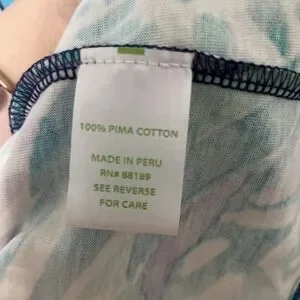 100% PIMA COTTON
MADE IN PERU
RN# 88189
SEE REVERSE
FOR CARE